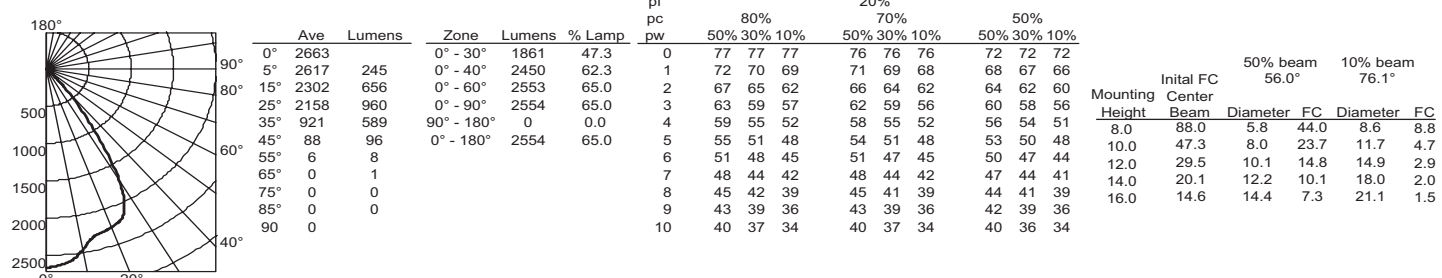 180°
90°
80°
60°
40°
500
1000
1500
2000
2500
0° 20°
Ave Lumens
0° 2663
5° 2617 245
15° 2302 656
25° 2158 960
35° 921 589
45° 88 96
55° 6 8
65° 0 1
75° 0 0
85° 0 0
90 0
Zone Lumens % Lamp
0° - 30° 1861 47.3
0° - 40° 2450 62.3
0° - 60° 2553 65.0
0° - 90° 2554 65.0
90° - 180° 0 0.0
0° - 180° 2554 65.0
pf 20%
pc 80% 70% 50%
pw 50% 30% 10% 50% 30% 10% 50% 30% 10%
0 77 77 77 76 76 76 72 72 72
1 72 70 69 71 69 68 68 67 66
2 67 65 62 66 64 62 64 62 60
3 63 59 57 62 59 56 60 58 56
4 59 55 52 58 55 52 56 54 51
5 55 51 48 54 51 48 53 50 48
6 51 48 45 51 47 45 50 47 44
7 48 44 42 48 44 42 47 44 41
8 45 42 39 45 41 39 44 41 39
9 43 39 36 43 39 36 42 39 36
10 40 37 34 40 37 34 40 36 34
50% beam 10% beam
56.0° 76.1°
Mounting Inital FC
Height Center Beam Diameter FC Diameter FC
8.0 88.0 5.8 44.0 8.6 8.8
10.0 47.3 8.0 23.7 11.7 4.7
12.0 29.5 10.1 14.8 14.9 2.9
14.0 20.1 12.2 10.1 18.0 2.0
16.0 14.6 14.4 7.3 21.1 1.5